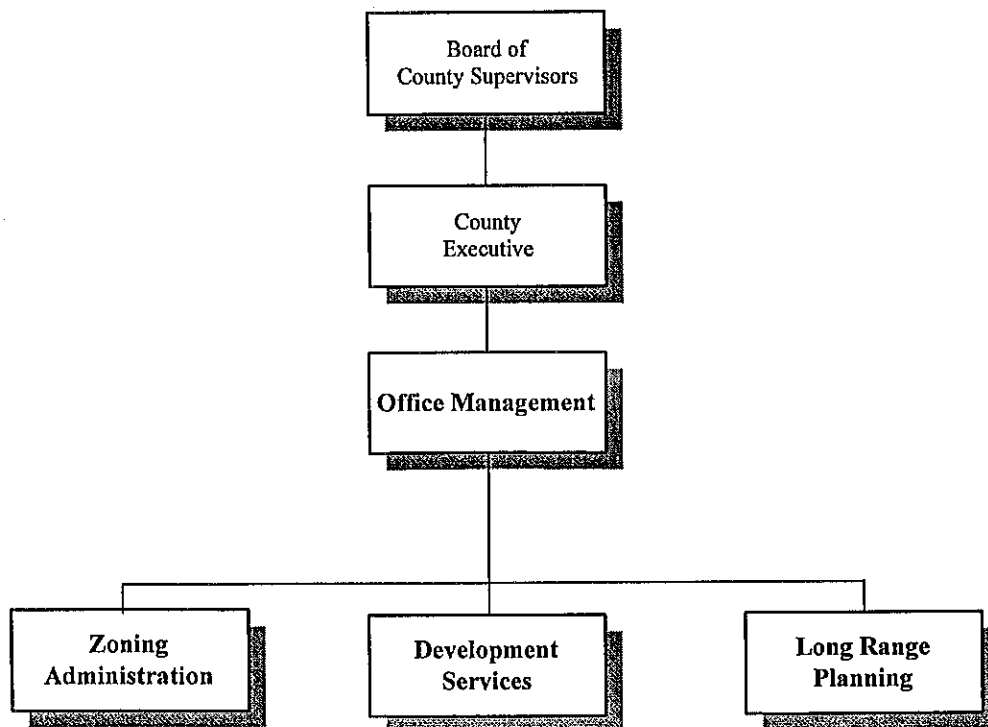 Board of
County Supervisors
County
Executive
Office Management
Zoning
Administration
Development
Services
Long Range
Planning